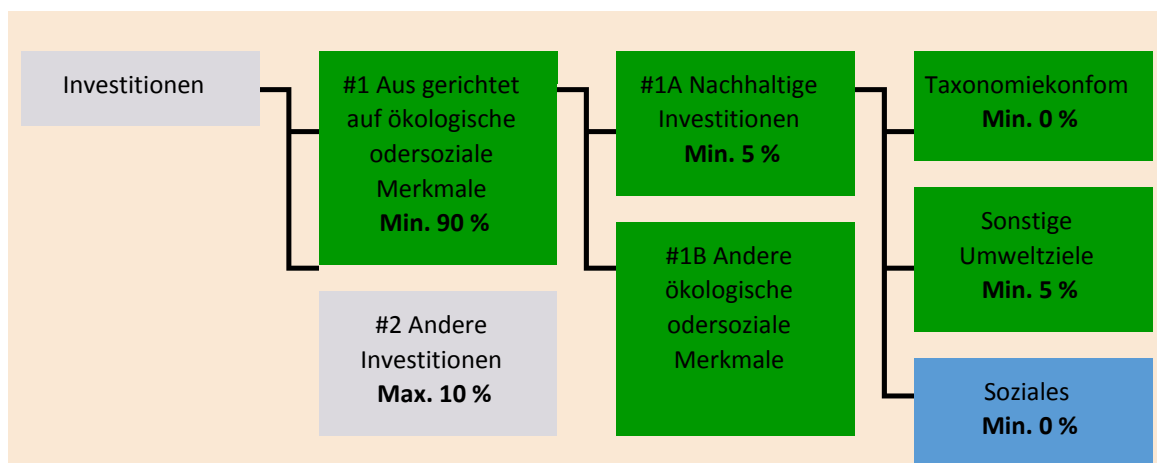 Investitionen
#1 Aus gerichtet
auf ökologische
odersoziale
Merkmale
Min. 90 %
#2 Andere
Investitionen
Max. 10 %
#1A Nachhaltige
Investitionen
Min. 5 %
#1B Andere
ökologische
odersoziale
Merkmale
Taxonomiekonfom
Min. 0 %
Sonstige
Umweltziele
Min. 5 %
Soziales
Min. 0 %